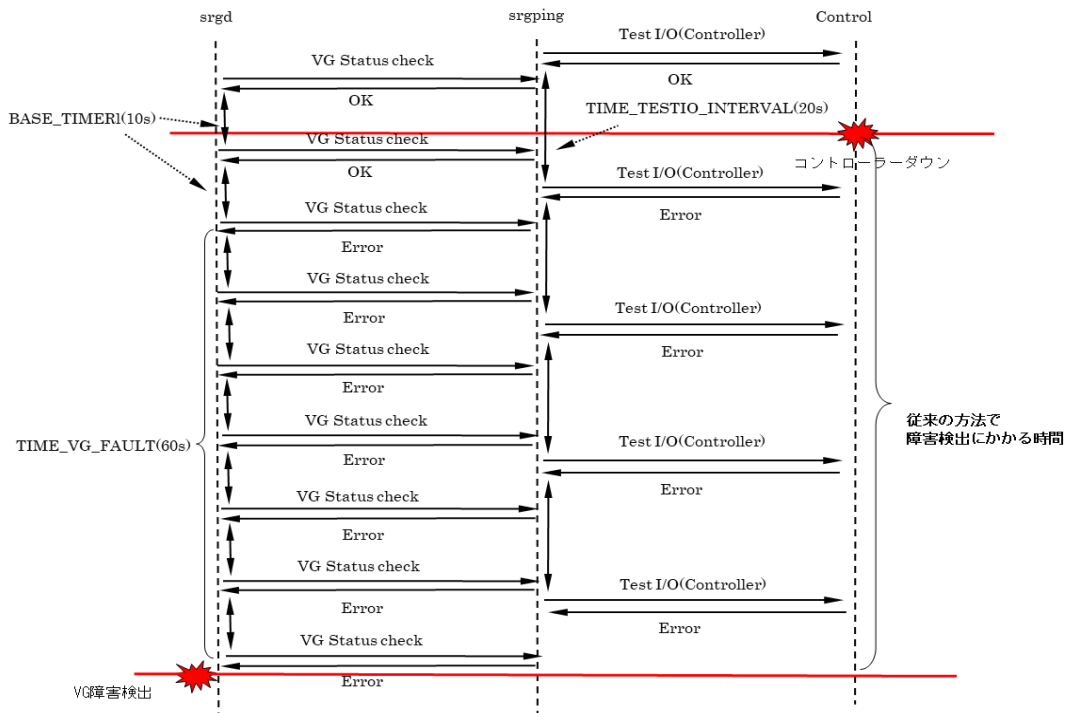 srgd
srgping
Control
Test I/O(Controller)
VG Status check
OK
OK
BASE_TIMERl(10s)
TIME_TESTIO_INTERVAL(20s)
VG Status check
コントローラーダウン
OK
Test I/O(Controller)
VG Status check
Error
Error
VG Status check
Test I/O(Controller)
Error
VG Status check
Error
Error
VG Status check
従来の方法で
障害検出にかかる時間
TIME_VG_FAULT(60s)
Test I/O(Controller)
Error
Error
VG Status check
Error
VG Status check
Test I/O(Controller)
Error
Error
VG Status check
Error
VG障害検出